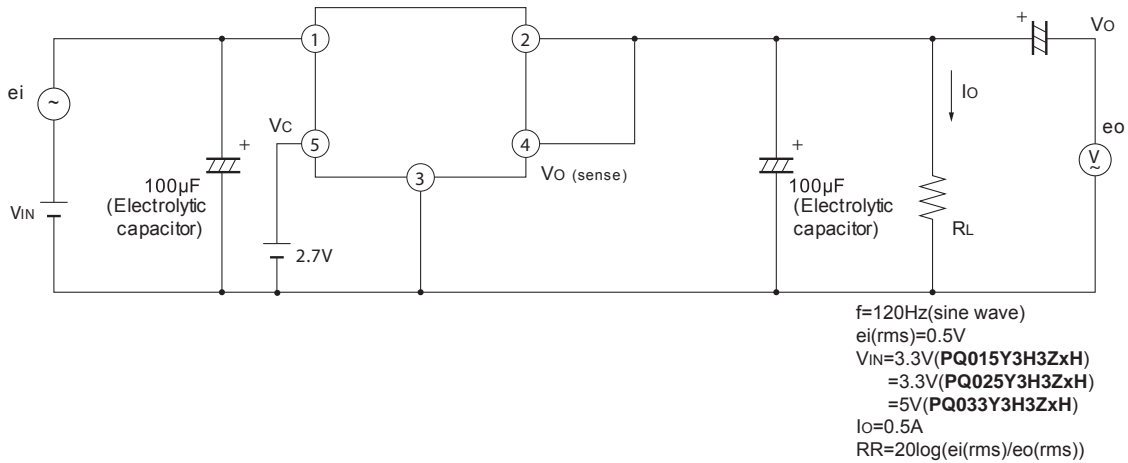 1
2
+
VO
ei
~
IO
VC
eo
+
5
4
+
V
~
VO (sense)
3
100µF
(Electrolytic
capacitor)
100µF
(Electrolytic
capacitor)
VIN
RL
2.7V
f=120Hz(sine wave)
ei(rms)=0.5V
VIN=3.3V(PQ015Y3H3ZxH)
=3.3V(PQ025Y3H3ZxH)
=5V(PQ033Y3H3ZxH)
IO=0.5A
RR=20log(ei(rms)/eo(rms))